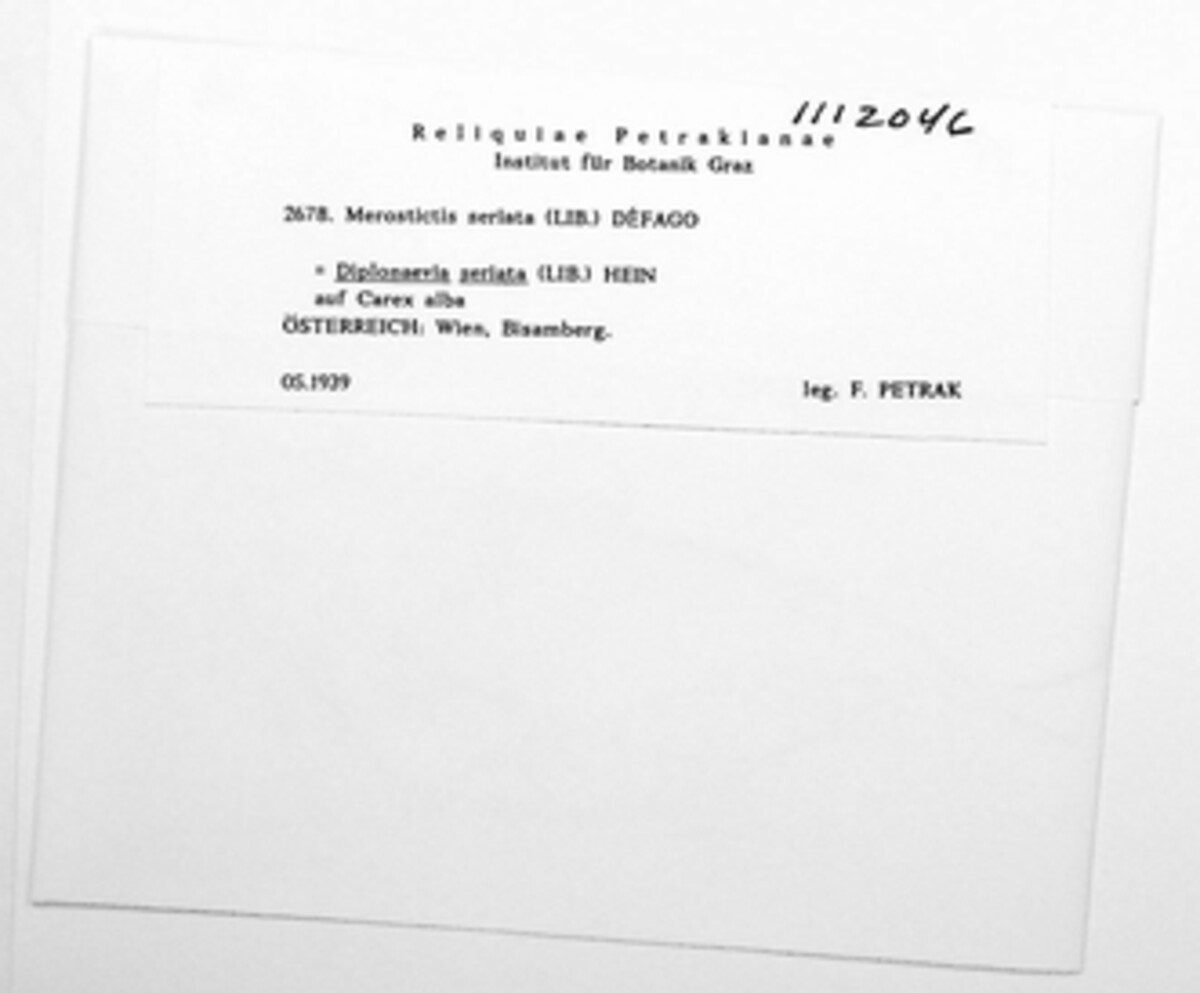 1112046
Reliquiae Petrakianae
Institut für Botanik Graz
2678. Merostictis seriata (LIB.) DÉFAGO
= Diplonaevia seriata (LIB.) HEIN
auf Carex alba
ÖSTERREICH: Wien, Bisamberg.
05.1939 leg. F. PETRAK